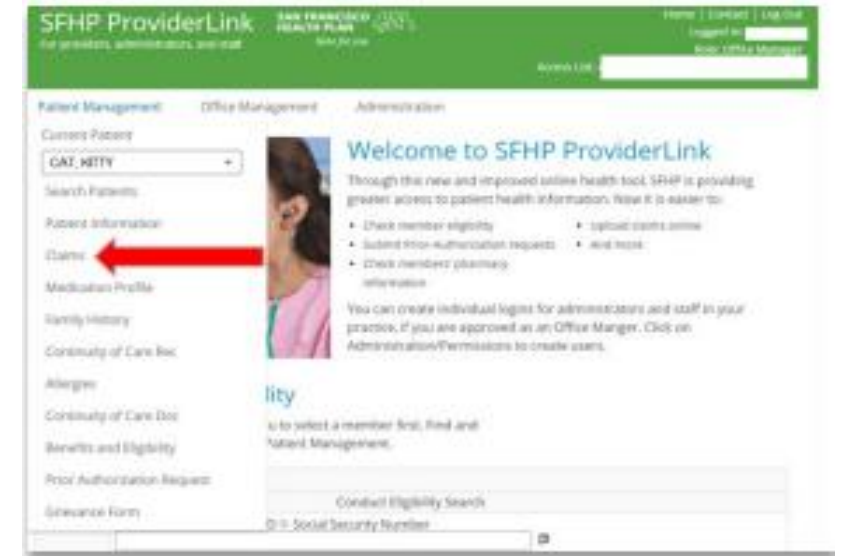 SFHP ProviderLink
SAN FRANCISCO HEALTH PLAN
For providers, administrators, and staff
Home | Contact | Log Out
Logged in:
Role: Office Manager
Access List:
Patient Management
Office Management
Administration
Current Patient
CAT, KITTY
Search Patients
Patient Information
Claims
Medication Profile
Family History
Continuity of Care Rec
Allergies
Continuity of Care Doc
Benefits and Eligibility
Prior Authorization Request
Grievance Form
Welcome to SFHP ProviderLink
Through this new and improved online health tool, SFHP is providing
greater access to patient health information. Now it is easier to:
• Check member eligibility
• Submit Prior Authorization requests
• Check members' pharmacy
information
• Upload claims online
• And more
You can create individual logins for administrators and staff in your
practice, if you are approved as an Office Manger. Click on
Administration/Permissions to create users.
lity
u to select a member first. Find and
Patient Management.
Conduct Eligibility Search
Social Security Number